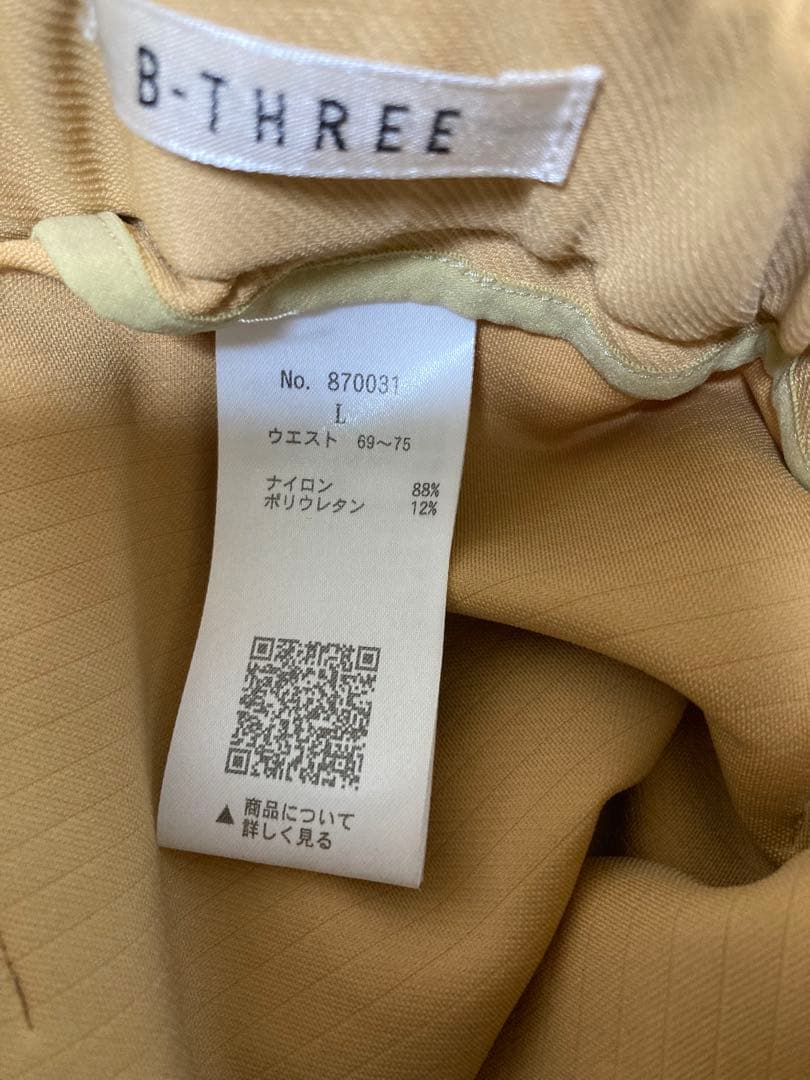 B-THREE
No. 870031
L
ウエスト 69～75
ナイロン 88%
ポリウレタン 12%
▲ 商品について
詳しく見る